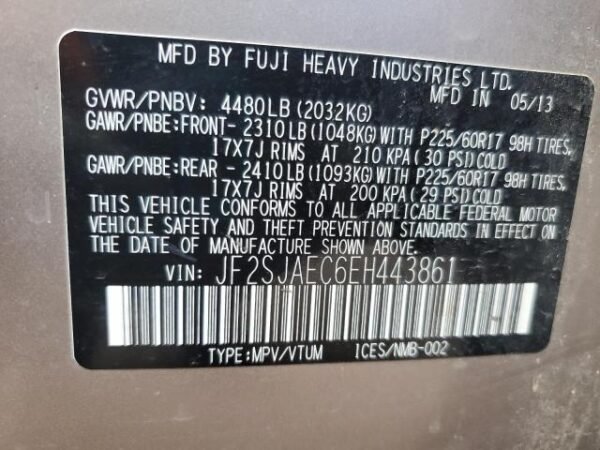 MFD BY FUJI HEAVY INDUSTRIES LTD.
MFD IN 05/13
GVWR/PNBV: 4480LB (2032KG)
GAWR/PNBE:FRONT- 2310LB (1048KG) WITH P225/60R17 98H TIRES,
17X7J RIMS AT 210 KPA (30 PSI) COLD
GAWR/PNBE:REAR - 2410LB (1093KG) WITH P225/60R17 98H TIRES,
17X7J RIMS AT 200 KPA (29 PSI) COLD
THIS VEHICLE CONFORMS TO ALL APPLICABLE FEDERAL MOTOR
VEHICLE SAFETY AND THEFT PREVENTION STANDARDS IN EFFECT ON
THE DATE OF MANUFACTURE SHOWN ABOVE.
VIN: JF2SJAEC6EH443861
TYPE:MPV/VTUM ICES/NMB-002